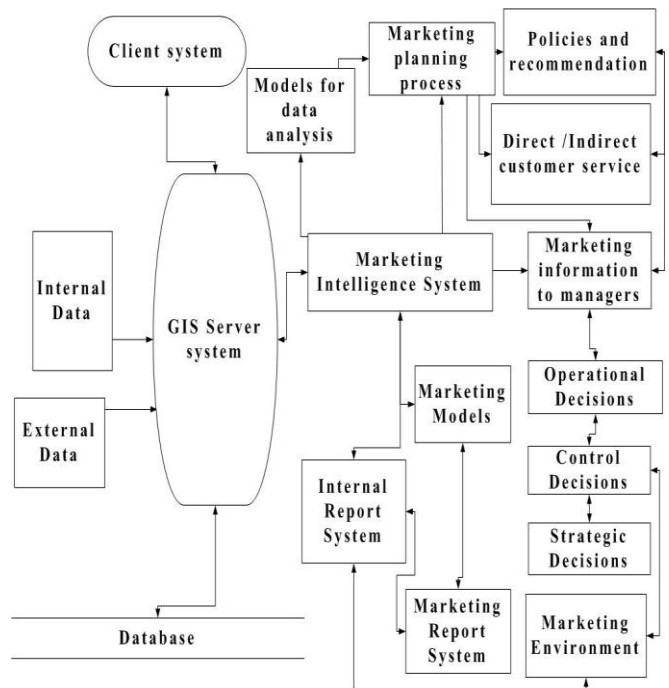 Client system
Models for
data
analysis
Marketing
planning
process
Policies and
recommendation
Direct /Indirect
customer service
Internal
Data
External
Data
GIS Server
system
Marketing
Intelligence System
Marketing
information
to managers
Marketing
Models
Operational
Decisions
Internal
Report
System
Control
Decisions
Strategic
Decisions
Marketing
Report
System
Marketing
Environment
Database